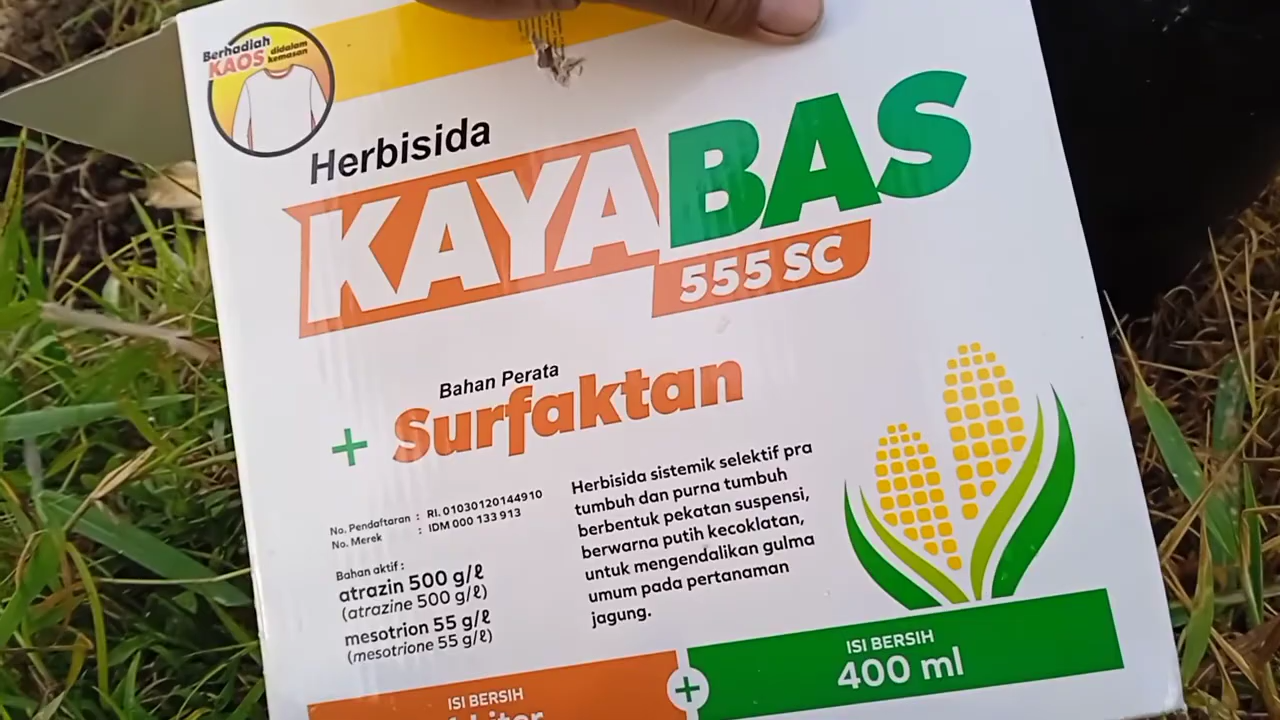 Berhadiah
KAOS didalam
kemasan
Herbisida
KAYABAS
555 SC
Bahan Perata
+ Surfaktan
No. Pendaftaran : RI. 01030120144910
No. Merek : IDM 000 133 913
Bahan aktif :
atrazin 500 g/ℓ
(atrazine 500 g/ℓ)
mesotrion 55 g/ℓ
(mesotrione 55 g/ℓ)
Herbisida sistemik selektif pra
tumbuh dan purna tumbuh
berbentuk pekatan suspensi,
berwarna putih kecoklatan,
untuk mengendalikan gulma
umum pada pertanaman
jagung.
ISI BERSIH
+
ISI BERSIH
400 ml